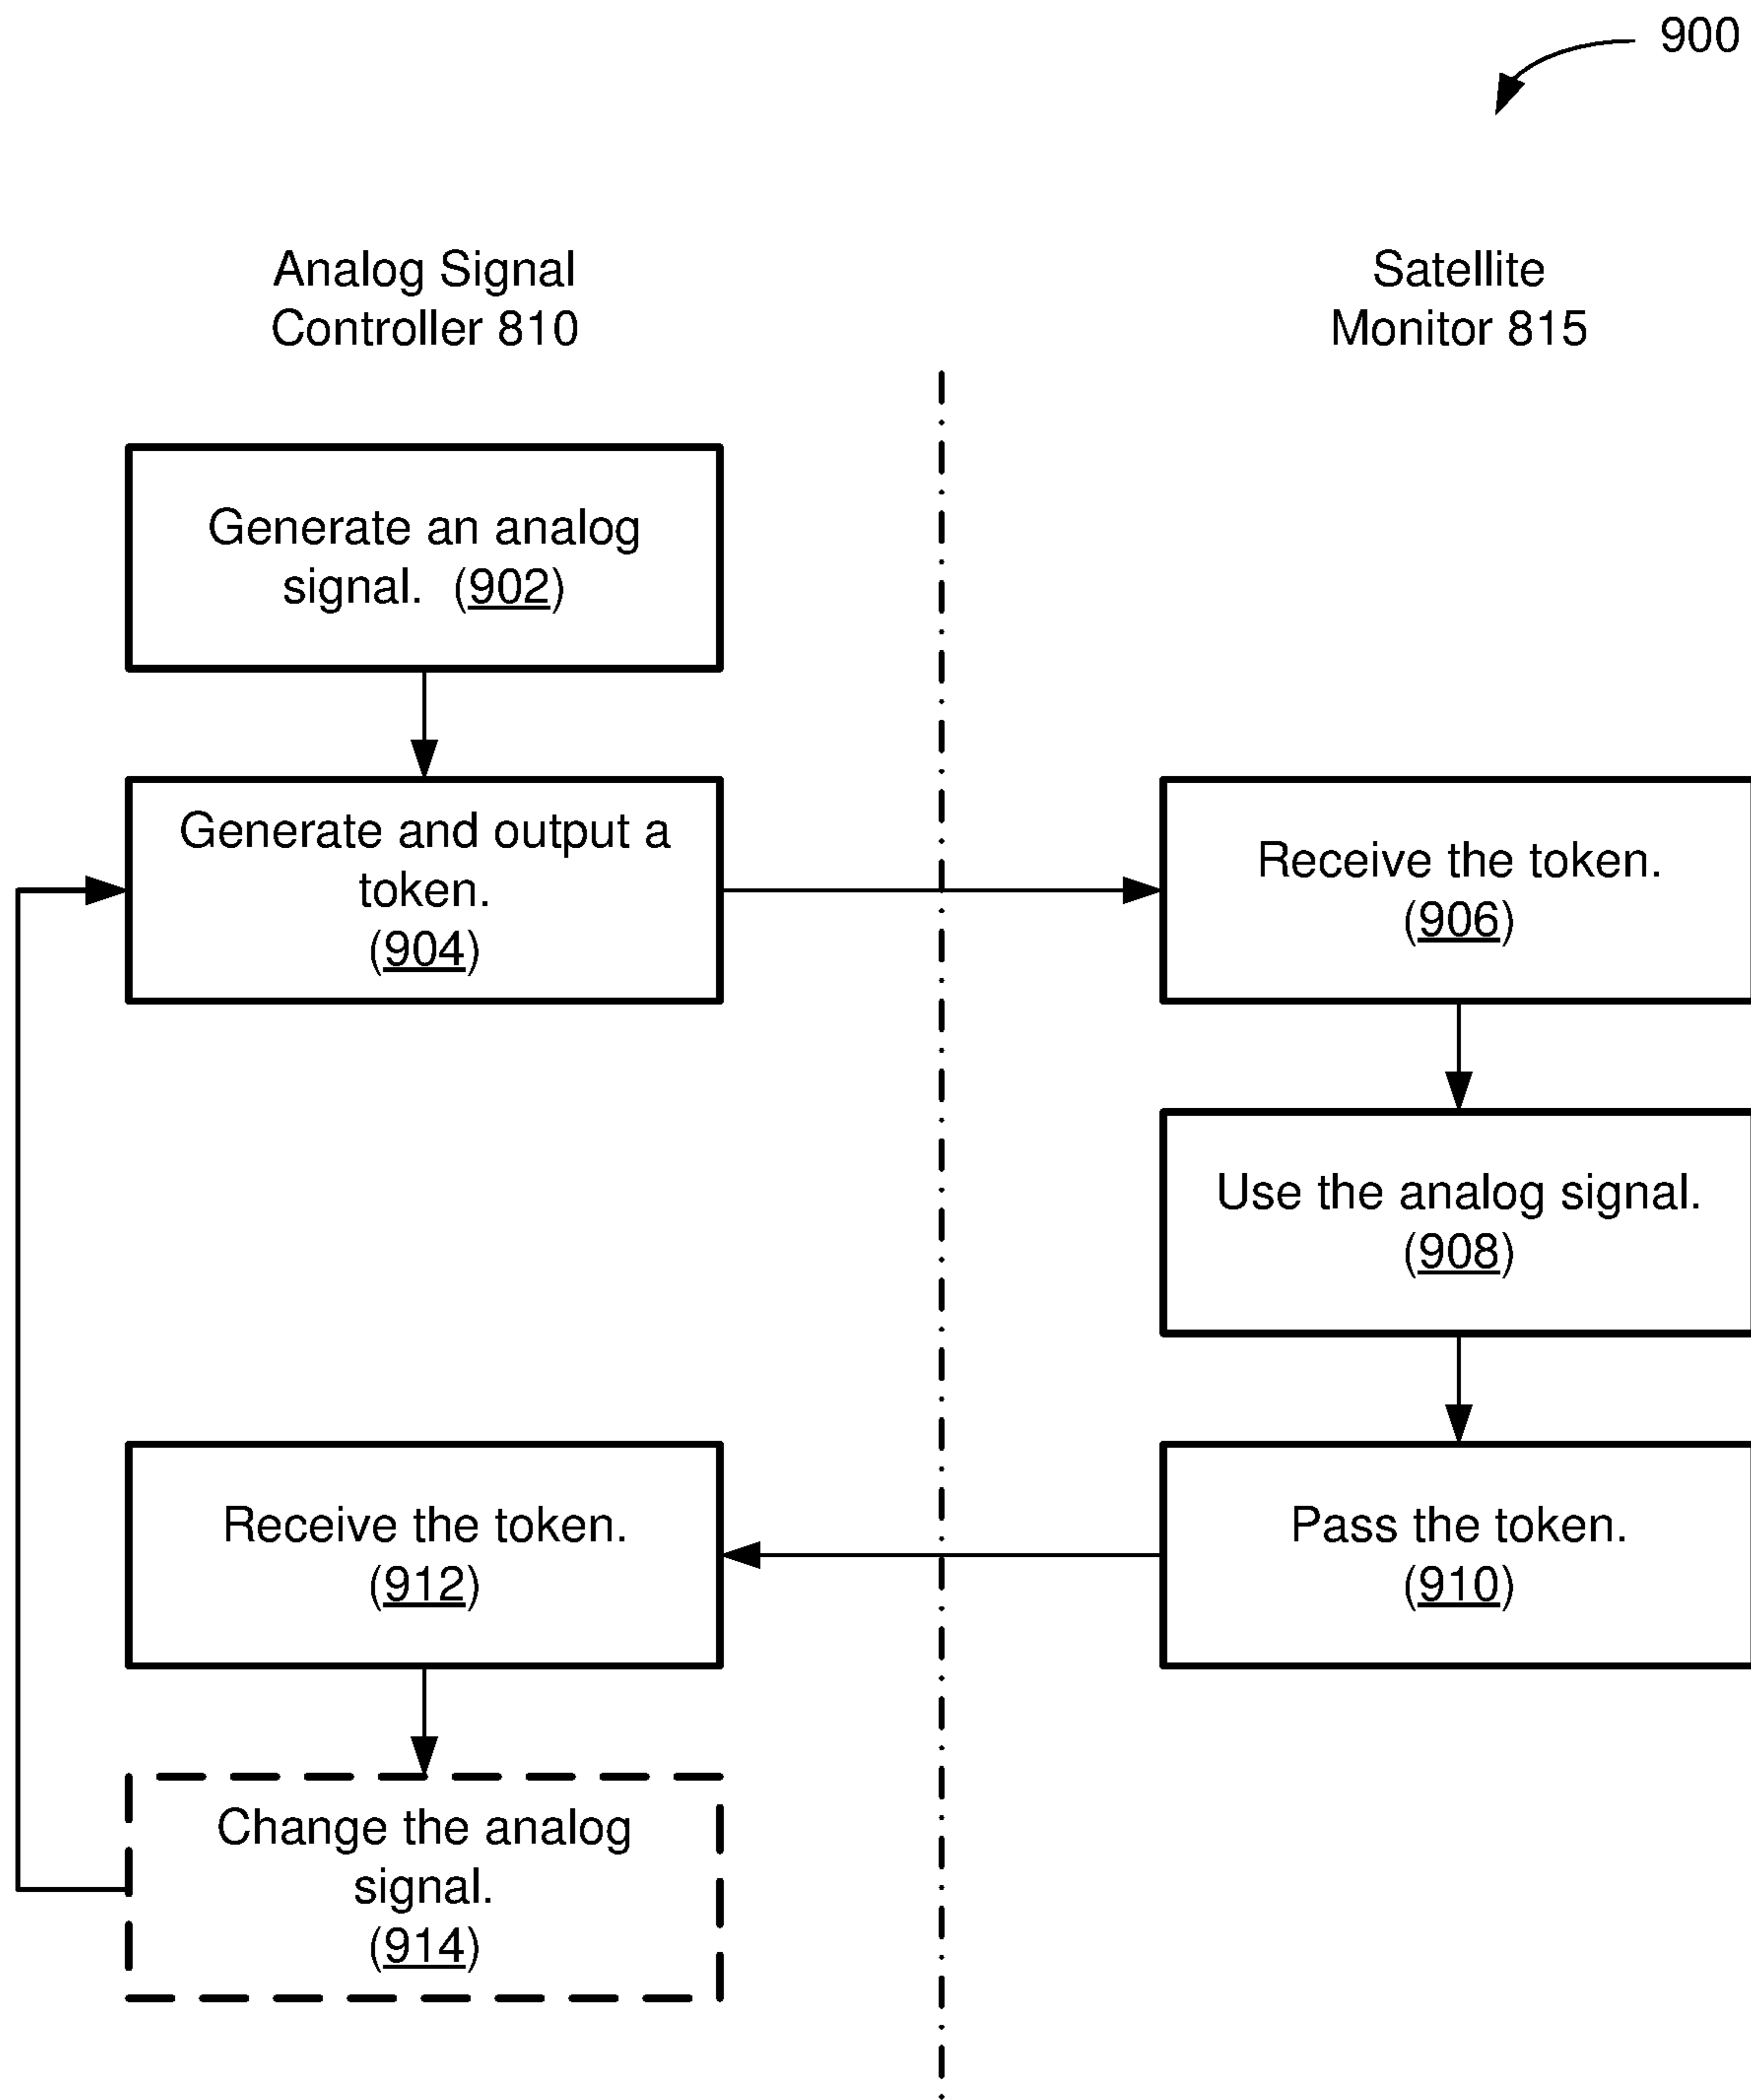 900
Analog Signal
Controller 810
Satellite
Monitor 815
Generate an analog
signal. (902)
Generate and output a
token.
(904)
Receive the token.
(906)
Use the analog signal.
(908)
Receive the token.
(912)
Pass the token.
(910)
Change the analog
signal.
(914)